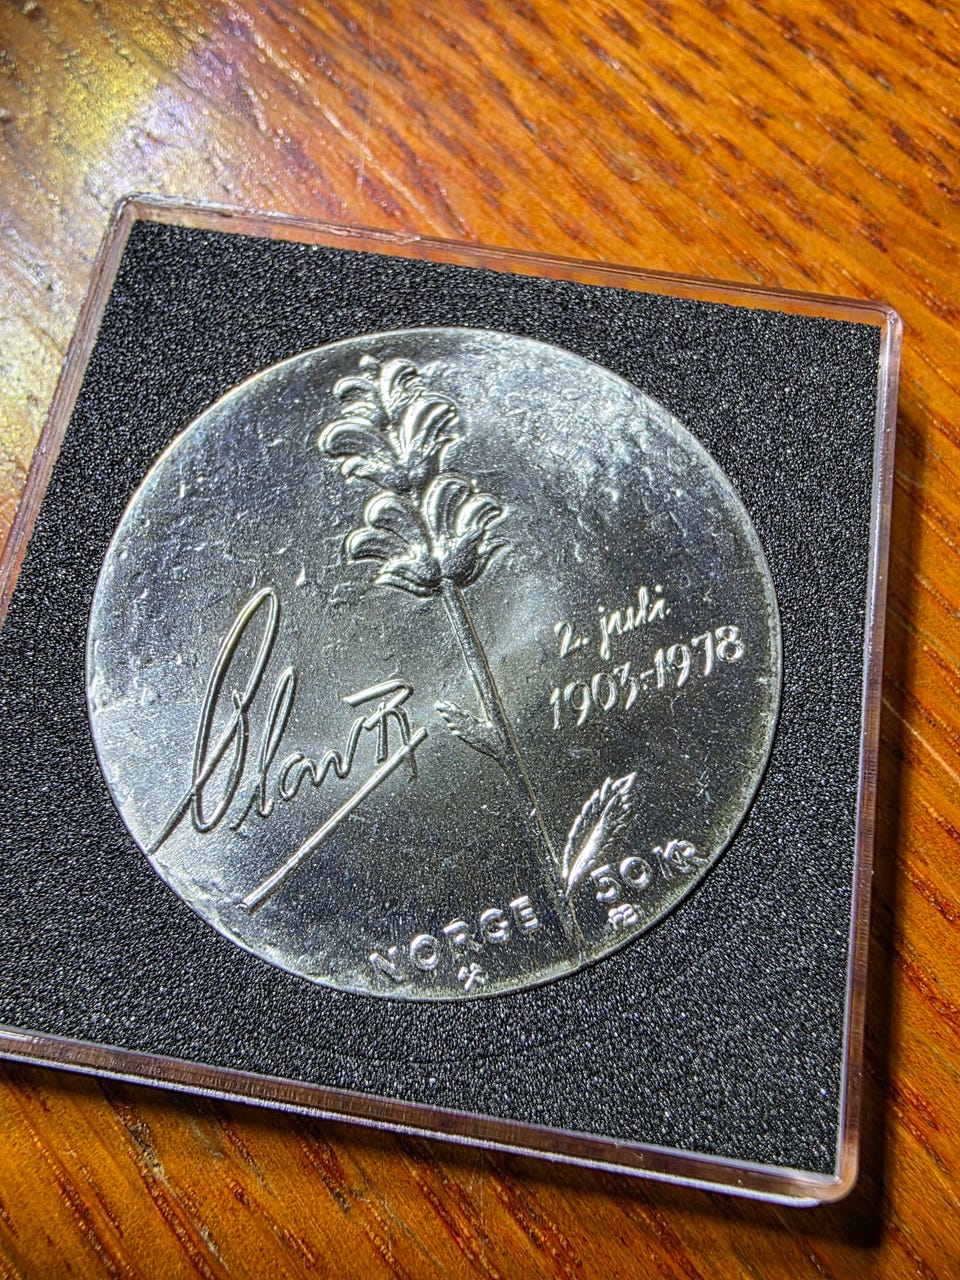 2. juli
1903-1978
Olav R
NORGE 50 KR